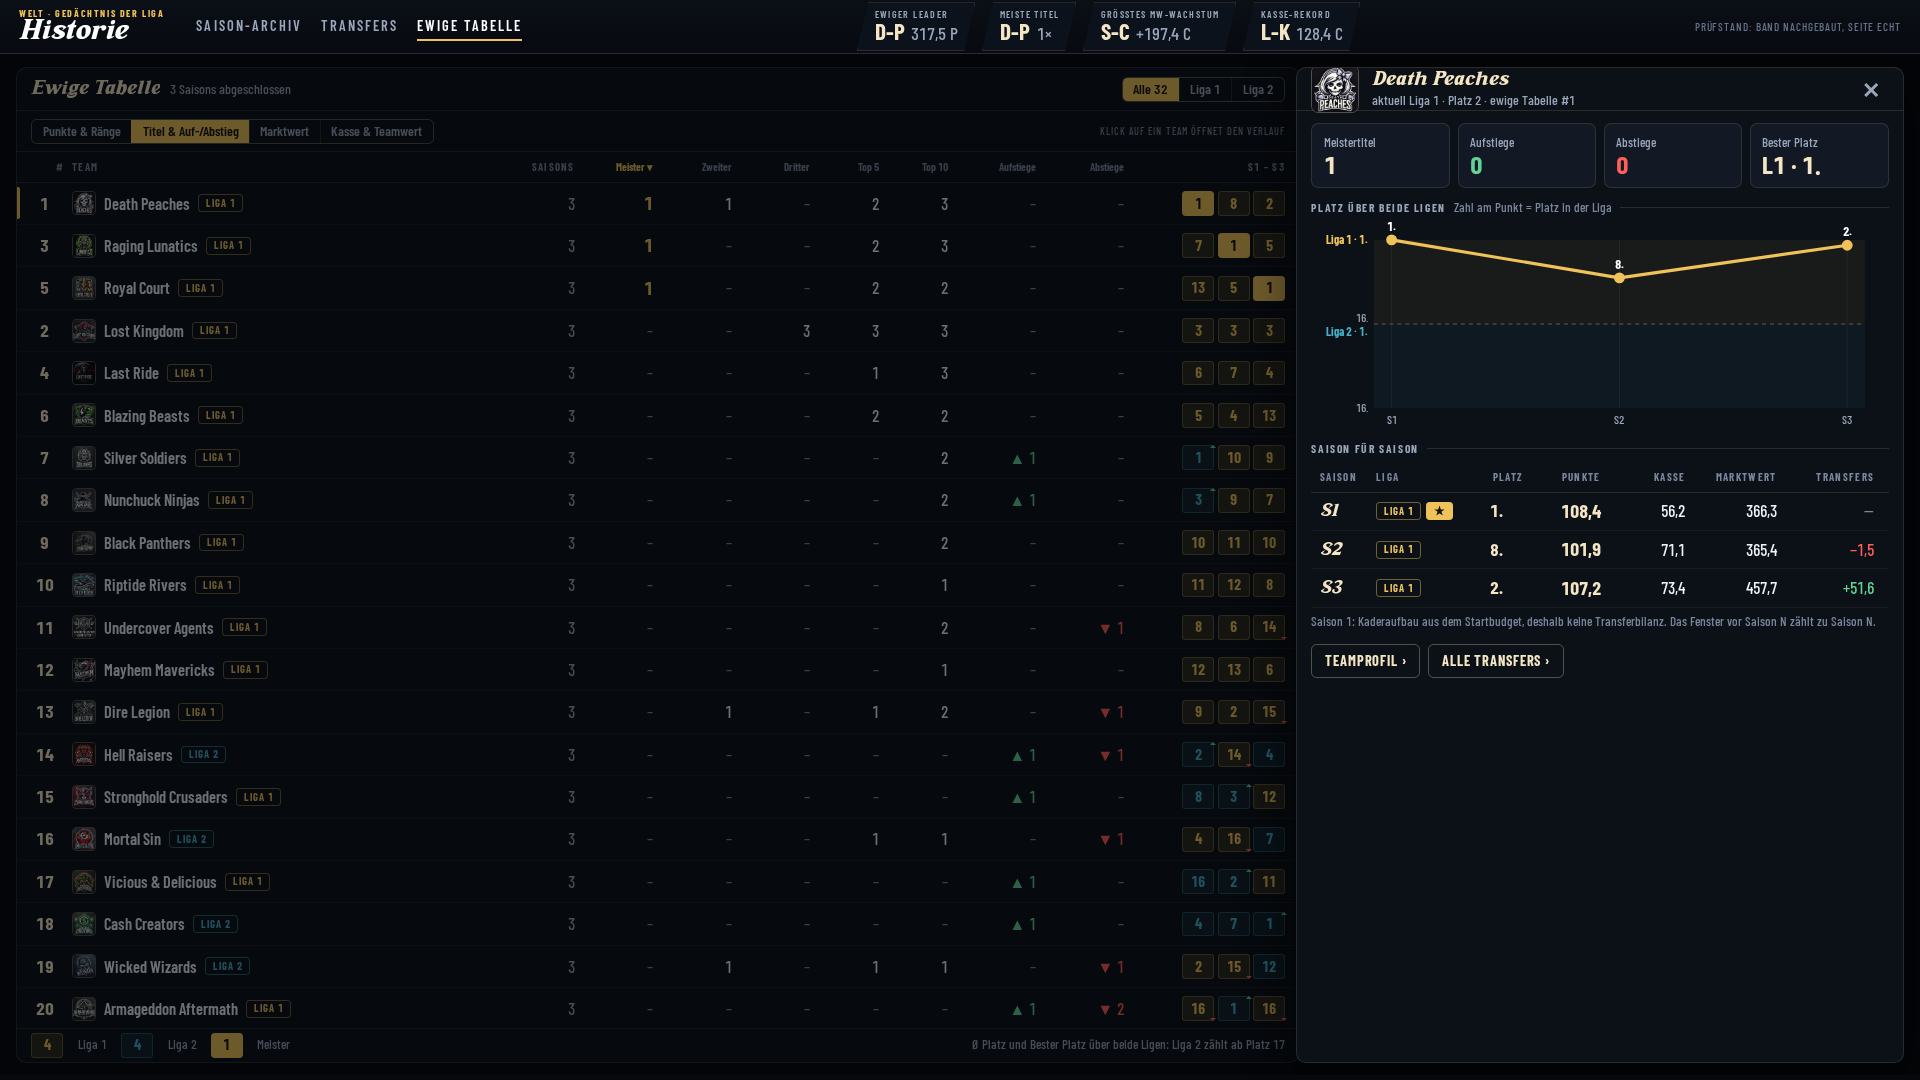 WELT · GEDÄCHTNIS DER LIGA
Historie
SAISON-ARCHIV TRANSFERS EWIGE TABELLE
EWIGER LEADER
D-P 317,5 P
MEISTE TITEL
D-P 1×
GRÖSSTES MW-WACHSTUM
S-C +197,4 C
KASSE-REKORD
L-K 128,4 C
PRÜFSTAND: BAND NACHGEBAUT, SEITE ECHT
Ewige Tabelle 3 Saisons abgeschlossen
Alle 32 Liga 1 Liga 2
Punkte & Ränge Titel & Auf-/Abstieg Marktwert Kasse & Teamwert
KLICK AUF EIN TEAM ÖFFNET DEN VERLAUF
# TEAM SAISONS Meister ▾ Zweiter Dritter Top 5 Top 10 Aufstiege Abstiege S1 – S3
1 Death Peaches LIGA 1 3 1 1 – 2 3 – – 1 8 2
3 Raging Lunatics LIGA 1 3 1 – – 2 3 – – 7 1 5
5 Royal Court LIGA 1 3 1 – – 2 2 – – 13 5 1
2 Lost Kingdom LIGA 1 3 – – 3 3 3 – – 3 3 3
4 Last Ride LIGA 1 3 – – – 1 3 – – 6 7 4
6 Blazing Beasts LIGA 1 3 – – – 2 2 – – 5 4 13
7 Silver Soldiers LIGA 1 3 – – – – 2 ▲ 1 – 1 10 9
8 Nunchuck Ninjas LIGA 1 3 – – – – 2 ▲ 1 – 3 9 7
9 Black Panthers LIGA 1 3 – – – – 2 – – 10 11 10
10 Riptide Rivers LIGA 1 3 – – – – 1 – – 11 12 8
11 Undercover Agents LIGA 1 3 – – – – 2 – ▼ 1 8 6 14
12 Mayhem Mavericks LIGA 1 3 – – – – 1 – – 12 13 6
13 Dire Legion LIGA 1 3 – 1 – 1 2 – ▼ 1 9 2 15
14 Hell Raisers LIGA 2 3 – – – – – ▲ 1 ▼ 1 2 14 4
15 Stronghold Crusaders LIGA 1 3 – – – – – ▲ 1 – 8 3 12
16 Mortal Sin LIGA 2 3 – – – 1 1 – ▼ 1 4 16 7
17 Vicious & Delicious LIGA 1 3 – – – – – ▲ 1 – 16 2 11
18 Cash Creators LIGA 2 3 – – – – – ▲ 1 – 4 7 1
19 Wicked Wizards LIGA 2 3 – 1 – 1 1 – ▼ 1 2 15 12
20 Armageddon Aftermath LIGA 1 3 – – – – – ▲ 1 ▼ 2 16 1 16
4 Liga 1 4 Liga 2 1 Meister
Ø Platz und Bester Platz über beide Ligen: Liga 2 zählt ab Platz 17
PEACHES
Death Peaches
aktuell Liga 1 · Platz 2 · ewige Tabelle #1
×
Meistertitel
1
Aufstiege
0
Abstiege
0
Bester Platz
L1 · 1.
PLATZ ÜBER BEIDE LIGEN Zahl am Punkt = Platz in der Liga
Liga 1 · 1.
1. 8. 2.
16.
Liga 2 · 1.
16.
S1 S2 S3
SAISON FÜR SAISON
SAISON LIGA PLATZ PUNKTE KASSE MARKTWERT TRANSFERS
S1 LIGA 1 ★ 1. 108,4 56,2 366,3 —
S2 LIGA 1 8. 101,9 71,1 365,4 −1,5
S3 LIGA 1 2. 107,2 73,4 457,7 +51,6
Saison 1: Kaderaufbau aus dem Startbudget, deshalb keine Transferbilanz. Das Fenster vor Saison N zählt zu Saison N.
TEAMPROFIL › ALLE TRANSFERS ›